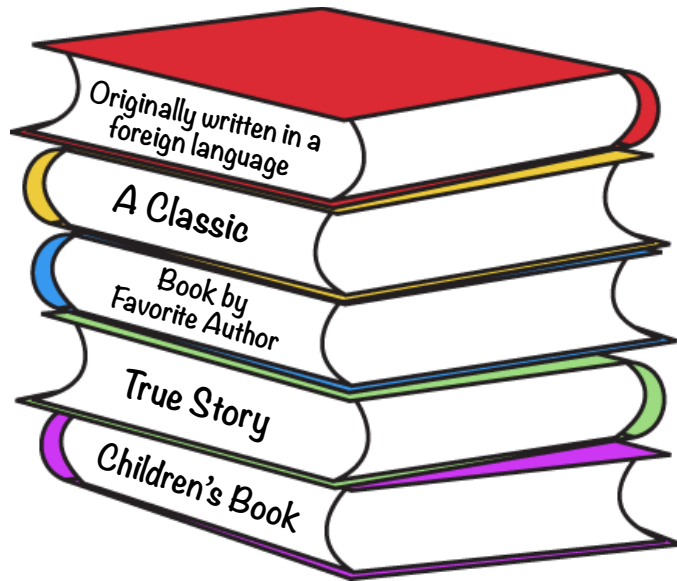 Originally written in a
foreign language
A Classic
Book by
Favorite Author
True Story
Children's Book